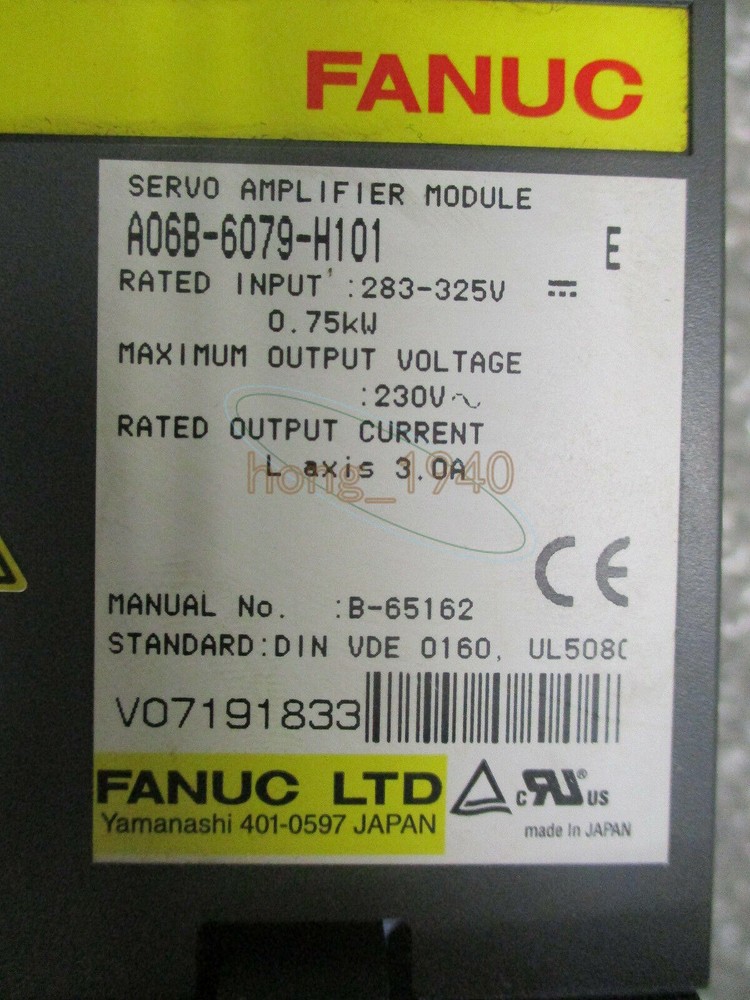 FANUC
SERVO AMPLIFIER MODULE
A06B-6079-H101 E
RATED INPUT :283-325V ⎓
0.75kW
MAXIMUM OUTPUT VOLTAGE
:230V~
RATED OUTPUT CURRENT
L axis 3.0A
hong_1940
CE
MANUAL No. :B-65162
STANDARD:DIN VDE 0160, UL508C
V07191833
FANUC LTD
Yamanashi 401-0597 JAPAN
c RU® US
made in JAPAN